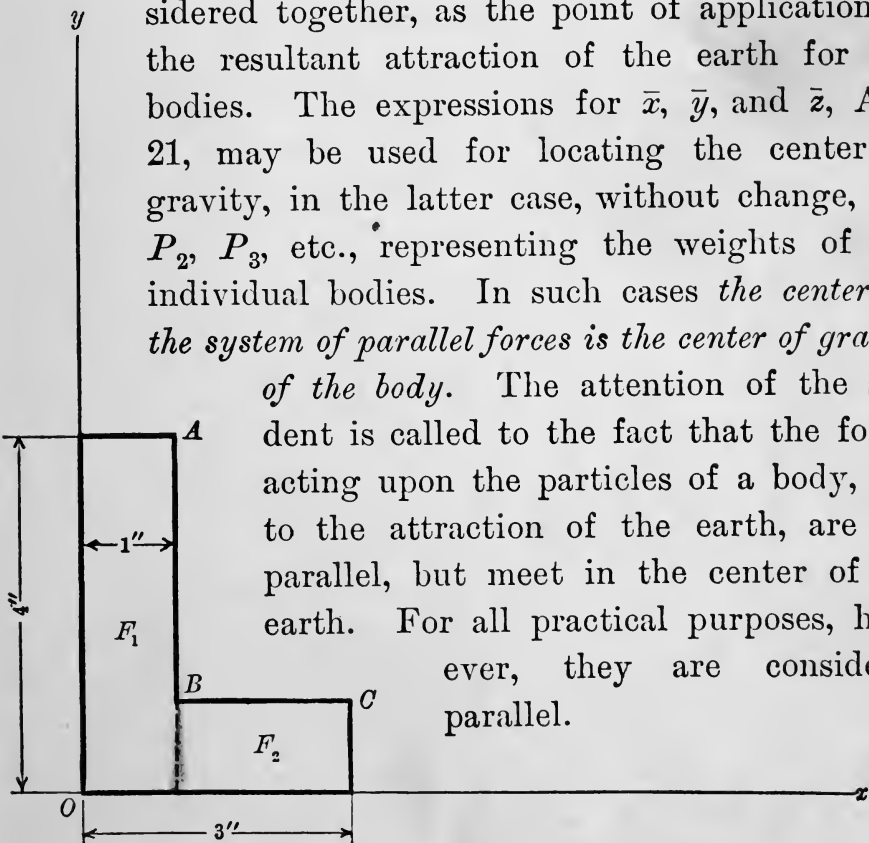 y
sidered together, as the point of application
the resultant attraction of the earth for
bodies. The expressions for x̄, ȳ, and z̄, A
21, may be used for locating the center
gravity, in the latter case, without change,
P₂, P₃, etc., representing the weights of
individual bodies. In such cases the center
the system of parallel forces is the center of gra
of the body. The attention of the
dent is called to the fact that the fo
acting upon the particles of a body,
to the attraction of the earth, are
parallel, but meet in the center of
earth. For all practical purposes, h
ever, they are conside
parallel.
A
1″
4″
F₁
B
C
F₂
O
x
3″